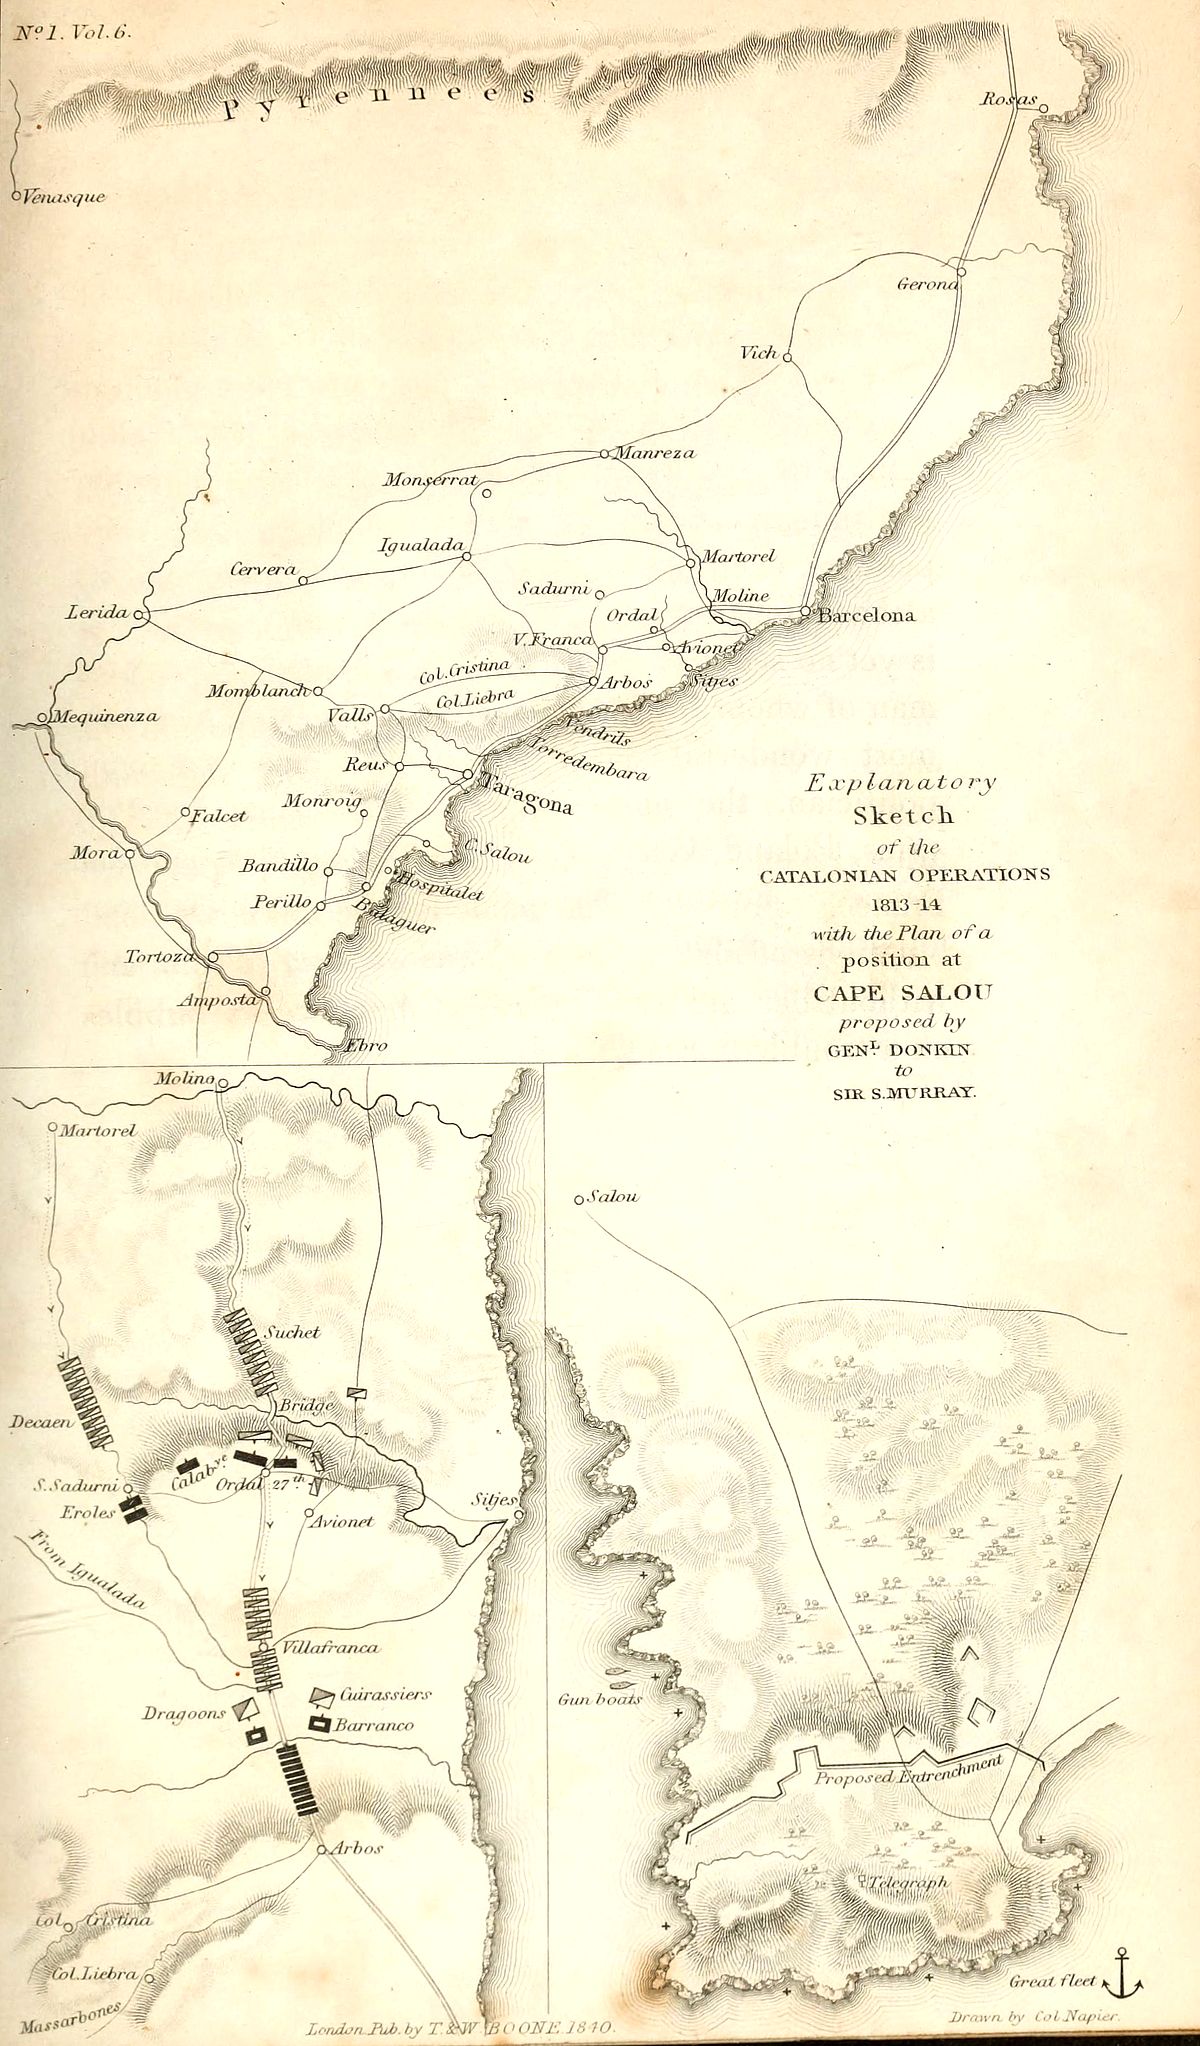 No. 1. Vol. 6.
Pyrennees
Rosas
Venasque
Gerona
Vich
Manreza
Monserrat
Igualada
Cervera
Martorel
Sadurni
Moline
Lerida
Ordal
Barcelona
V. Franca
Avionet
Col. Cristina
Arbos
Sitjes
Momblanch
Col. Liebra
Valls
Mequinenza
Vendrils
Torredembara
Reus
Taragona
Monroig
Falcet
Mora
C. Salou
Bandillo
Hospitalet
Perillo
Balaguer
Tortoza
Amposta
Ebro
Explanatory
Sketch
of the
CATALONIAN OPERATIONS
1813-14
with the Plan of a
position at
CAPE SALOU
proposed by
GENL. DONKIN
to
SIR S. MURRAY.
Molino
Martorel
Suchet
Decaen
Bridge
Calabve.
Ordal 27th.
S. Sadurni
Eroles
Avionet
Sitjes
From Igualada
Villafranca
Dragoons
Cuirassiers
Barranco
Arbos
Col. Cristina
Col. Liebra
Massarbones
Salou
Gun boats
Proposed Entrenchment
Telegraph
Great fleet
London Pub. by T. & W. BOONE. 1840.
Drawn by Col. Napier.